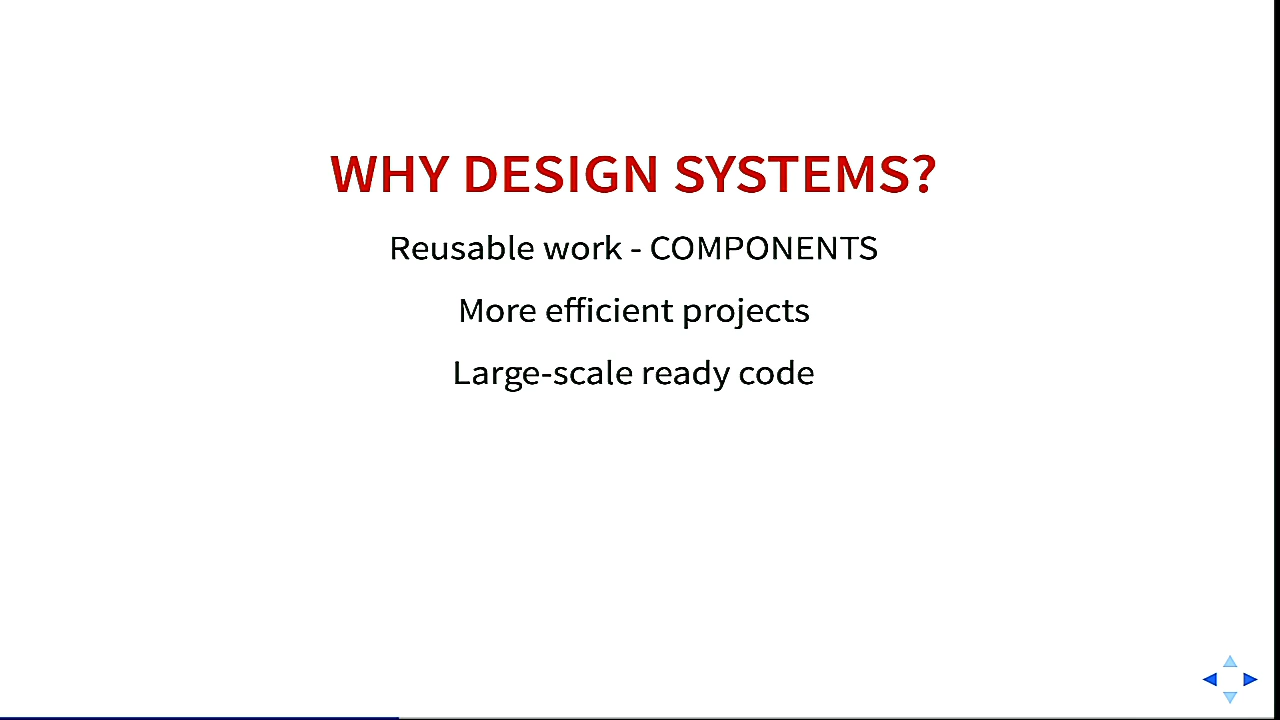 WHY DESIGN SYSTEMS?
Reusable work - COMPONENTS
More efficient projects
Large-scale ready code